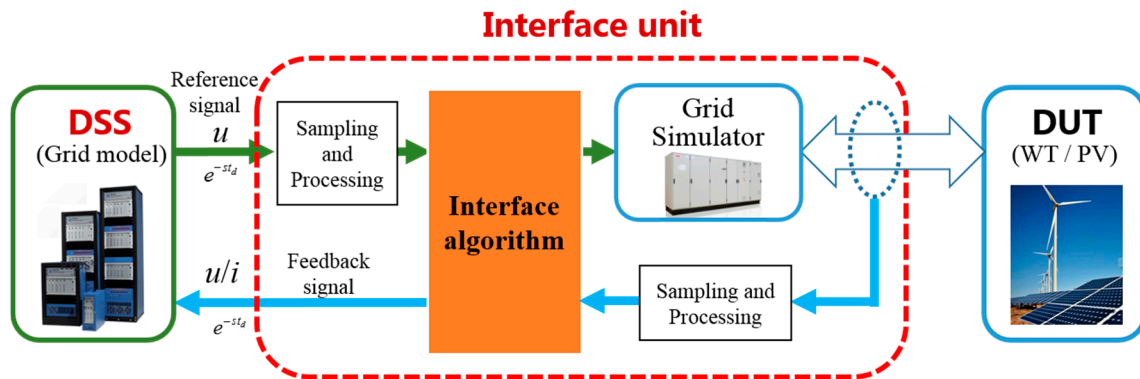 Interface unit
Reference
signal
u
e^{-st_d}
DSS
(Grid model)
Sampling
and
Processing
Interface
algorithm
Grid
Simulator
DUT
(WT / PV)
u/i
Feedback
signal
e^{-st_d}
Sampling and
Processing